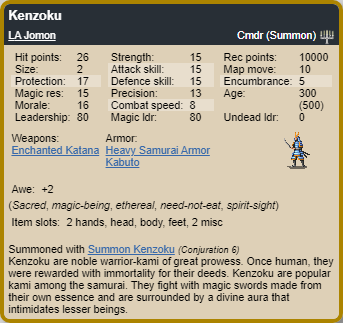 Kenzoku
LA Jomon Cmdr (Summon)
Hit points: 26 Strength: 15 Rec points: 10000
Size: 2 Attack skill: 15 Map move: 10
Protection: 17 Defence skill: 15 Encumbrance: 5
Magic res: 15 Precision: 13 Age: 300
Morale: 16 Combat speed: 8 (500)
Leadership: 80 Magic ldr: 80 Undead ldr: 0
Weapons: Armor:
Enchanted Katana Heavy Samurai Armor
Kabuto
Awe: +2
(Sacred, magic-being, ethereal, need-not-eat, spirit-sight)
Item slots: 2 hands, head, body, feet, 2 misc
Summoned with Summon Kenzoku (Conjuration 6)
Kenzoku are noble warrior-kami of great prowess. Once human, they
were rewarded with immortality for their deeds. Kenzoku are popular
kami among the samurai. They fight with magic swords made from
their own essence and are surrounded by a divine aura that
intimidates lesser beings.